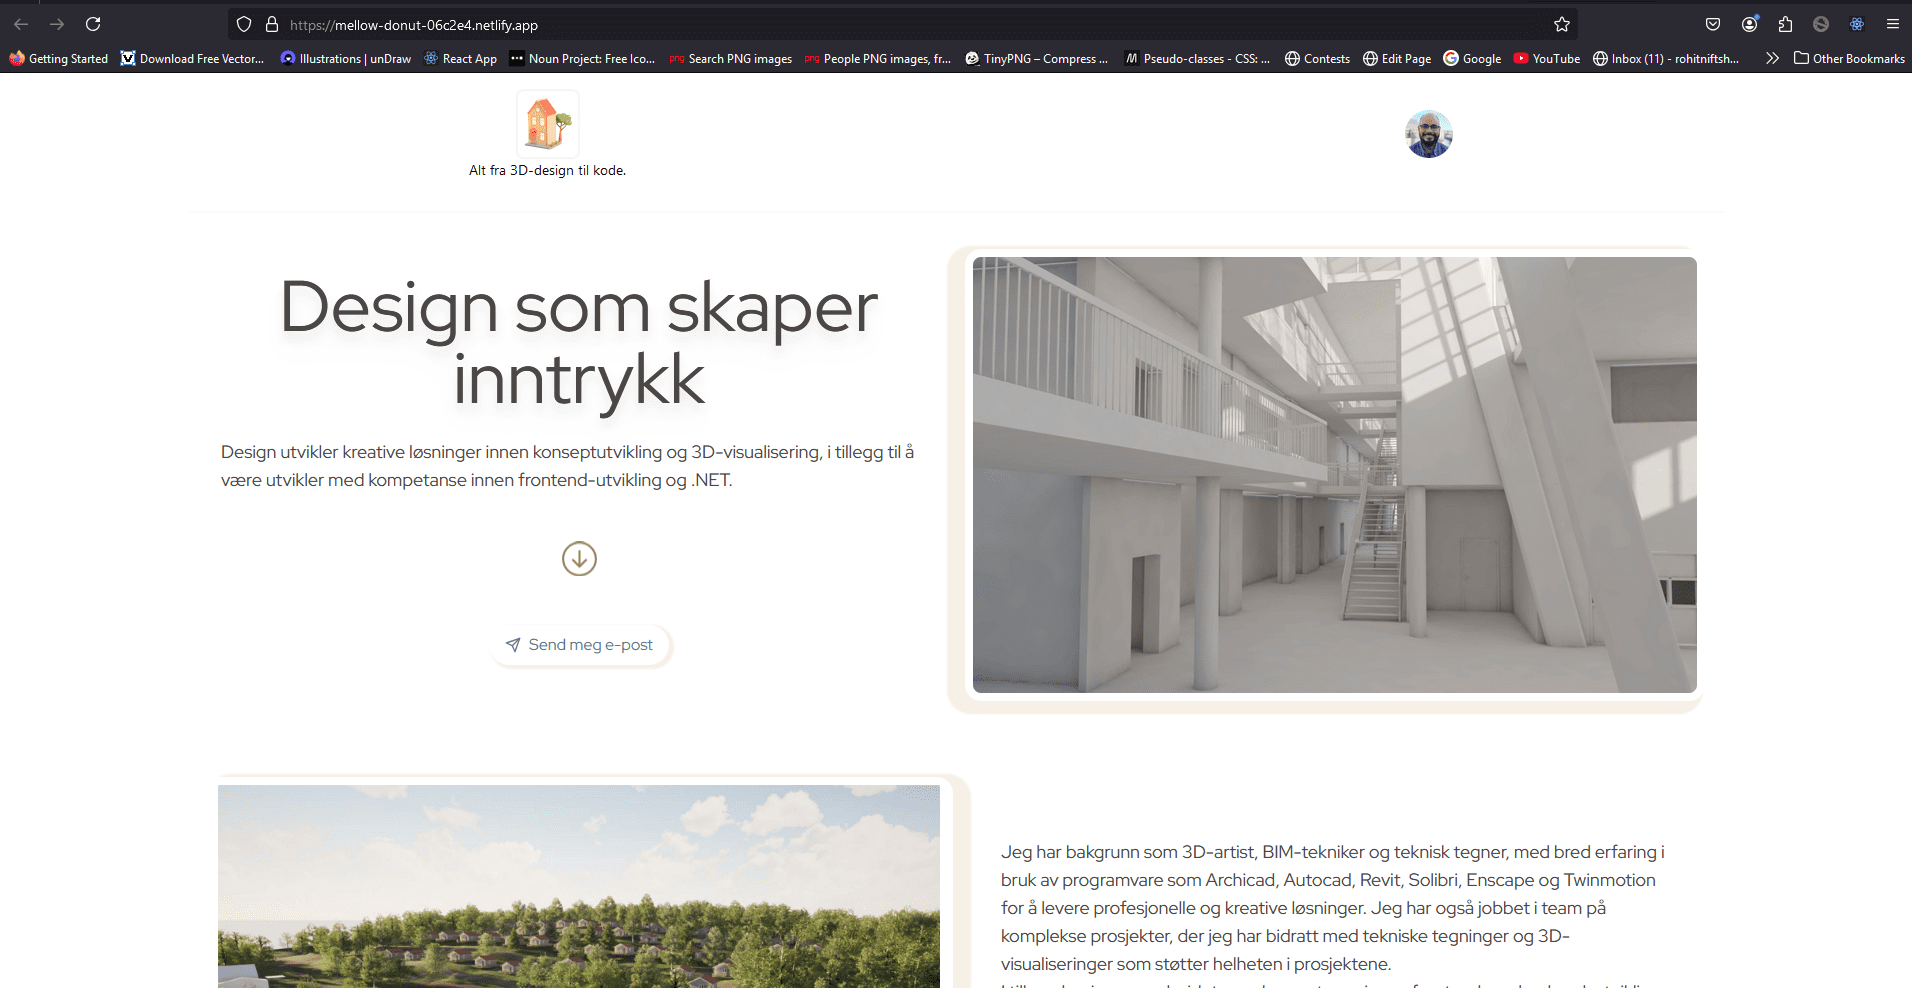 https://mellow-donut-06c2e4.netlify.app
Getting Started
Download Free Vector...
Illustrations | unDraw
React App
Noun Project: Free Ico...
png Search PNG images
png People PNG images, fr...
TinyPNG – Compress ...
Pseudo-classes - CSS: ...
Contests
Edit Page
Google
YouTube
Inbox (11) - rohitniftsh...
Other Bookmarks
Alt fra 3D-design til kode.
Design som skaper
inntrykk
Design utvikler kreative løsninger innen konseptutvikling og 3D-visualisering, i tillegg til å
være utvikler med kompetanse innen frontend-utvikling og .NET.
Send meg e-post
Jeg har bakgrunn som 3D-artist, BIM-tekniker og teknisk tegner, med bred erfaring i
bruk av programvare som Archicad, Autocad, Revit, Solibri, Enscape og Twinmotion
for å levere profesjonelle og kreative løsninger. Jeg har også jobbet i team på
komplekse prosjekter, der jeg har bidratt med tekniske tegninger og 3D-
visualiseringer som støtter helheten i prosjektene.